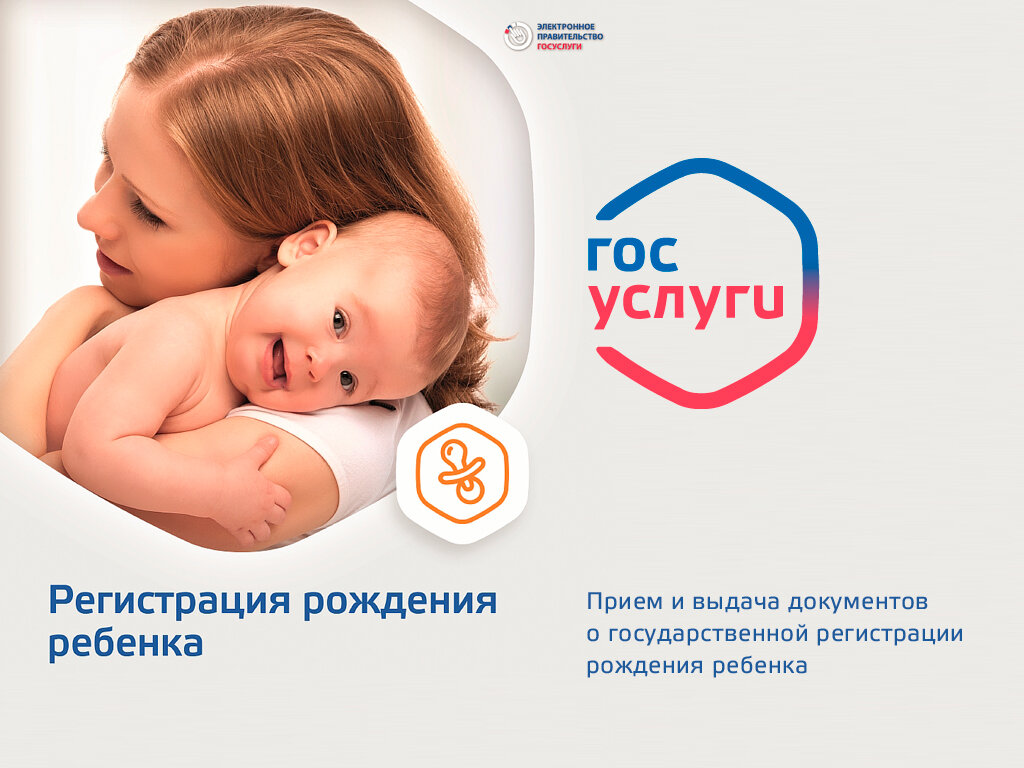 ЭЛЕКТРОННОЕ
ПРАВИТЕЛЬСТВО
ГОСУСЛУГИ
гос
услуги
Регистрация рождения
ребенка
Прием и выдача документов
о государственной регистрации
рождения ребенка